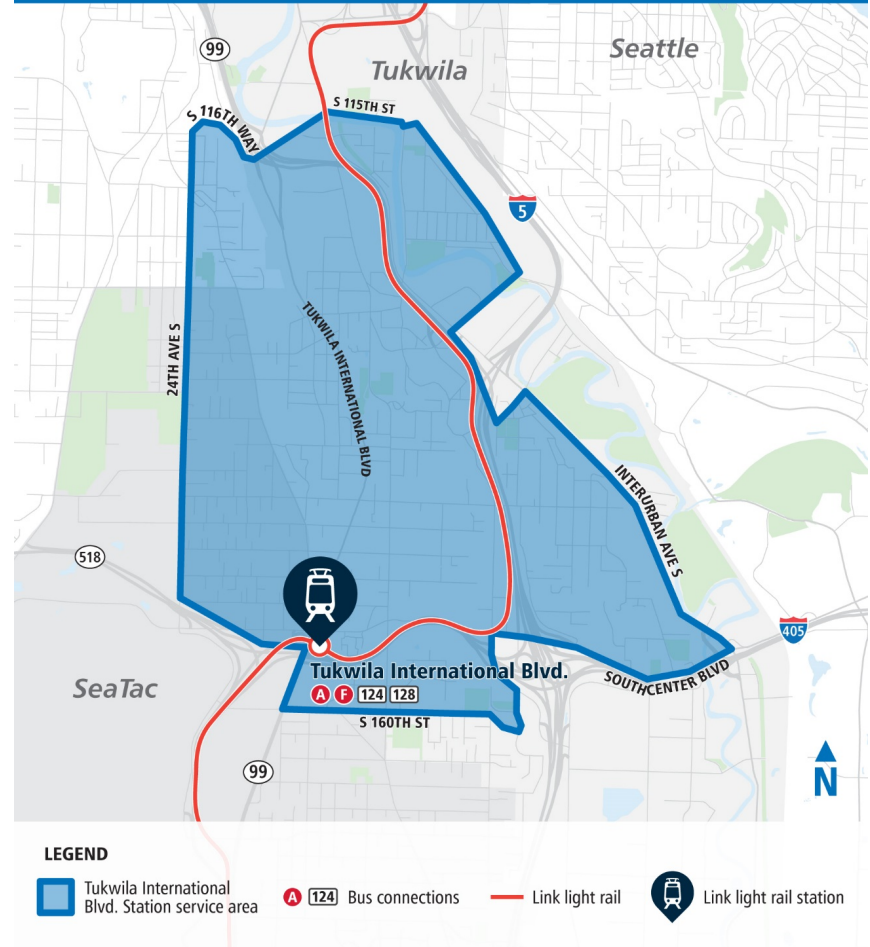 99
Tukwila
Seattle
S 116TH WAY
S 115TH ST
5
24TH AVE S
TUKWILA INTERNATIONAL BLVD
INTERURBAN AVE S
518
405
Tukwila International Blvd.
A F 124 128
SeaTac
SOUTHCENTER BLVD
S 160TH ST
99
N
LEGEND
Tukwila International
Blvd. Station service area
A 124 Bus connections
Link light rail
Link light rail station